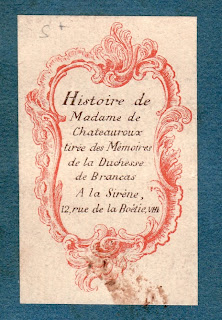 Histoire de
Madame de
Chateauroux
tirée des Mémoires
de la Duchesse
de Brancas
A la Sirène,
12, rue de la Boëtie, VIII